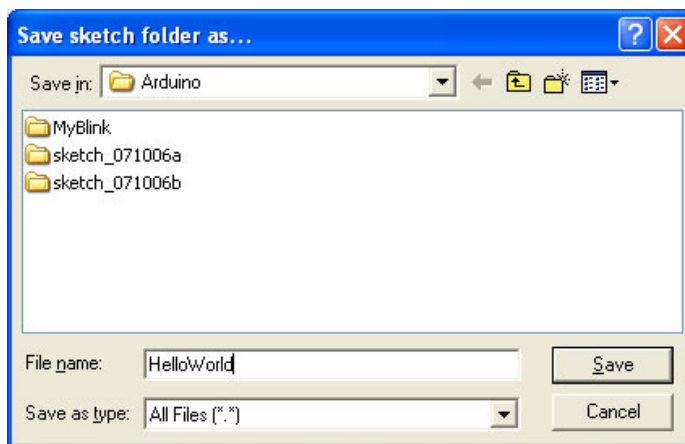 Save sketch folder as...
?
Save in: Arduino
MyBlink
sketch_071006a
sketch_071006b
File name: HelloWorld
Save
Save as type: All Files (*.*)
Cancel